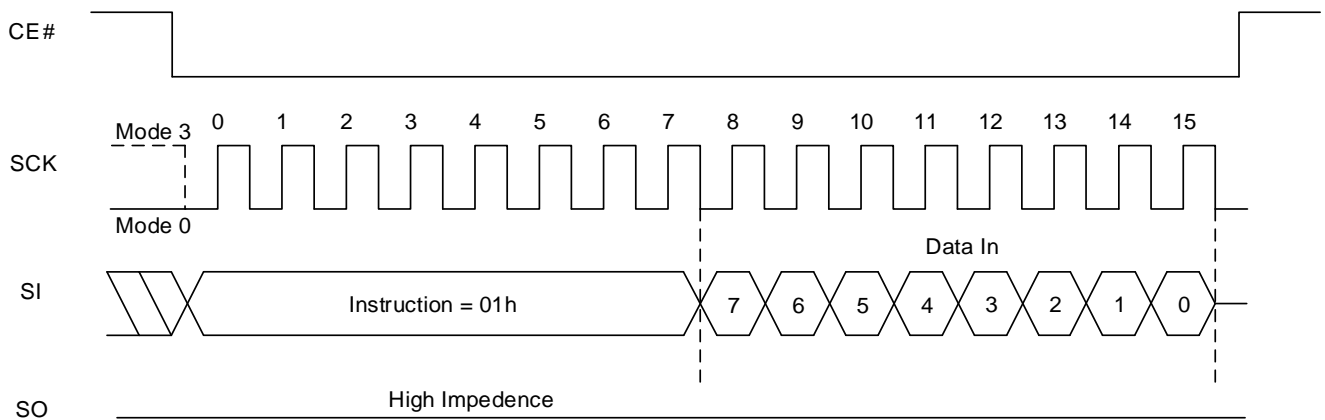 CE#
Mode 3
0 1 2 3 4 5 6 7 8 9 10 11 12 13 14 15
SCK
Mode 0
Data In
SI
Instruction = 01h
7 6 5 4 3 2 1 0
High Impedence
SO